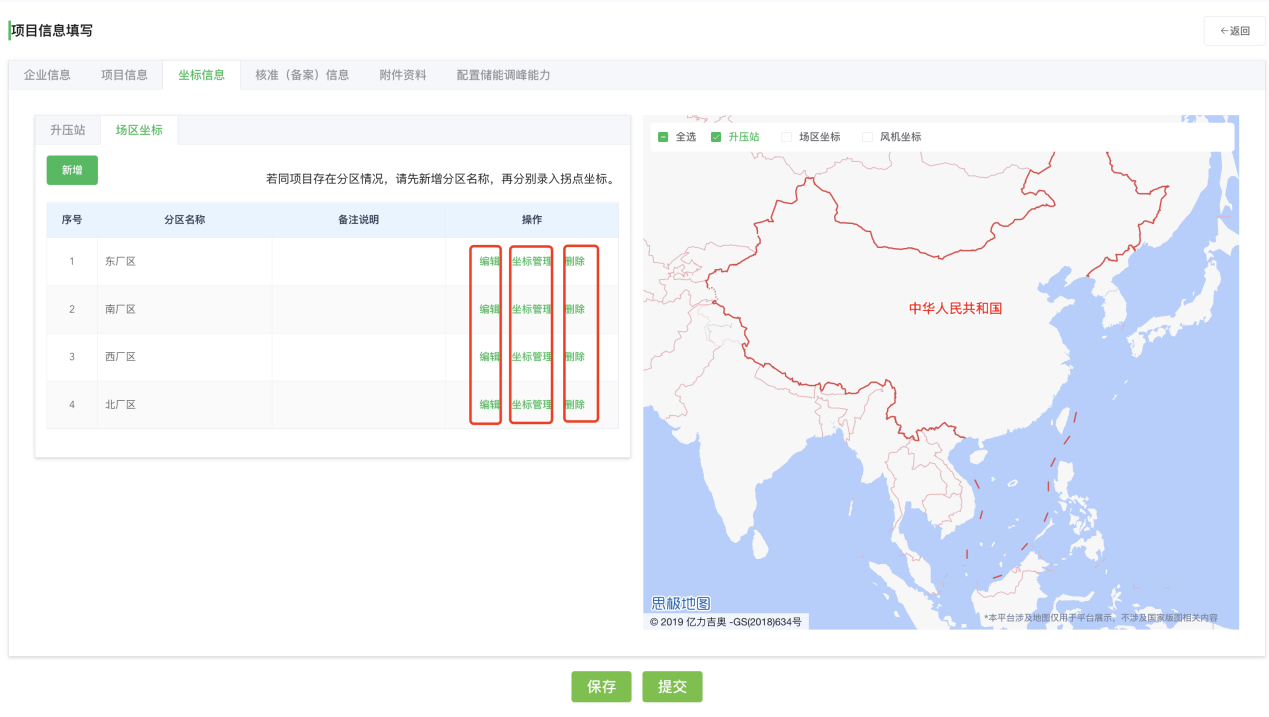 项目信息填写
←返回
企业信息 项目信息 坐标信息 核准（备案）信息 附件资料 配置储能调峰能力
升压站 场区坐标
新增
若同项目存在分区情况，请先新增分区名称，再分别录入拐点坐标。
序号 分区名称 备注说明 操作
1 东厂区 编辑 坐标管理 删除
2 南厂区 编辑 坐标管理 删除
3 西厂区 编辑 坐标管理 删除
4 北厂区 编辑 坐标管理 删除
全选 升压站 场区坐标 风机坐标
中华人民共和国
思极地图
© 2019 亿力吉奥 -GS(2018)634号
*本平台涉及地图仅用于平台展示，不涉及国家版图相关内容
保存 提交